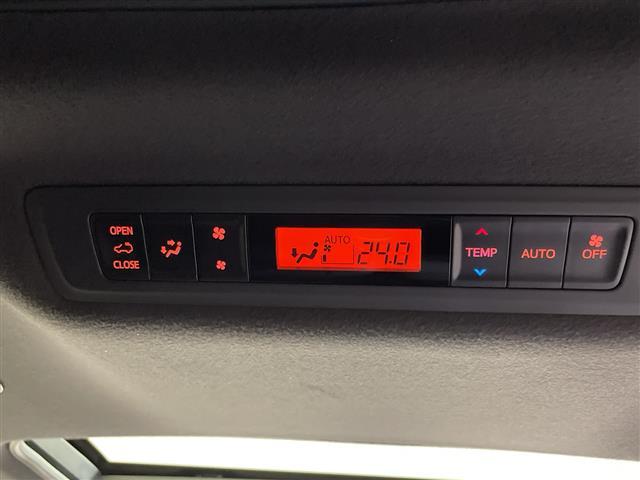 OPEN
CLOSE
AUTO
24.0
TEMP
AUTO
OFF